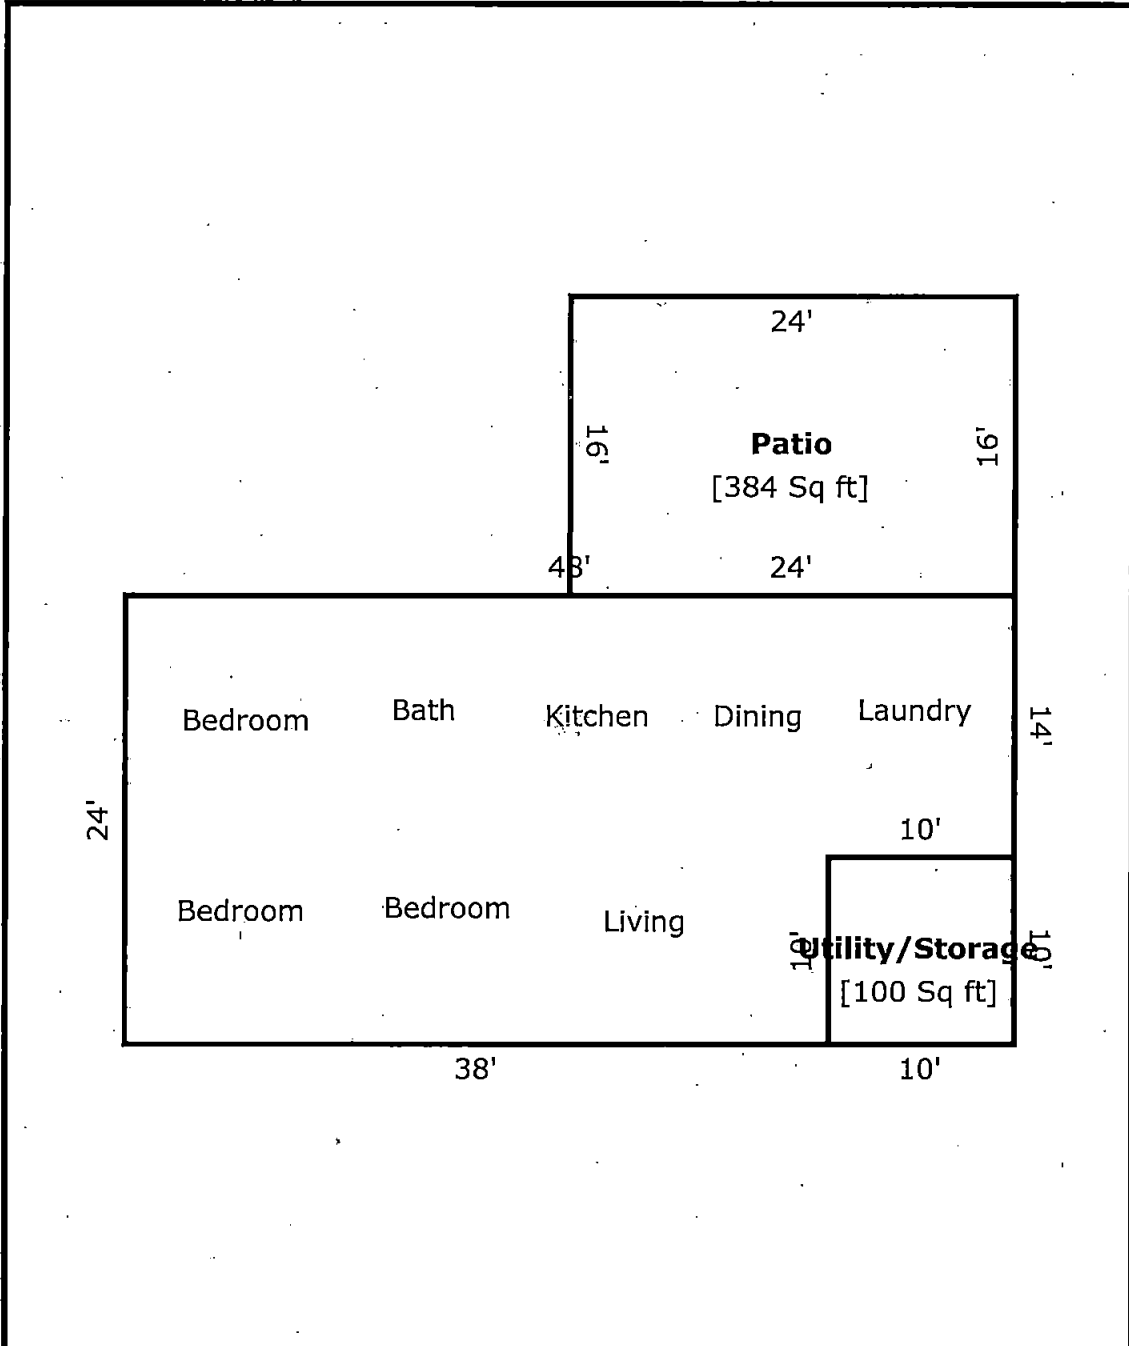 24'
16'
Patio
16'
[384 Sq ft]
48'
24'
Bedroom
Bath
Kitchen
Dining
Laundry
14'
24'
10'
Bedroom
Bedroom
Living
10'
Utility/Storage
10'
[100 Sq ft]
38'
10'